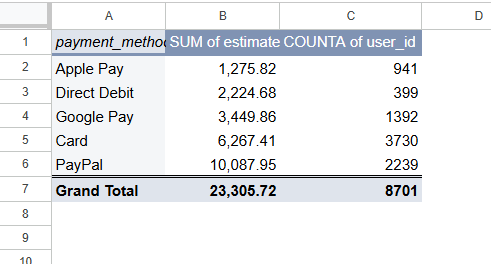 A B C D
1 payment_method SUM of estimate COUNTA of user_id
2 Apple Pay 1,275.82 941
3 Direct Debit 2,224.68 399
4 Google Pay 3,449.86 1392
5 Card 6,267.41 3730
6 PayPal 10,087.95 2239
7 Grand Total 23,305.72 8701
8
9
10